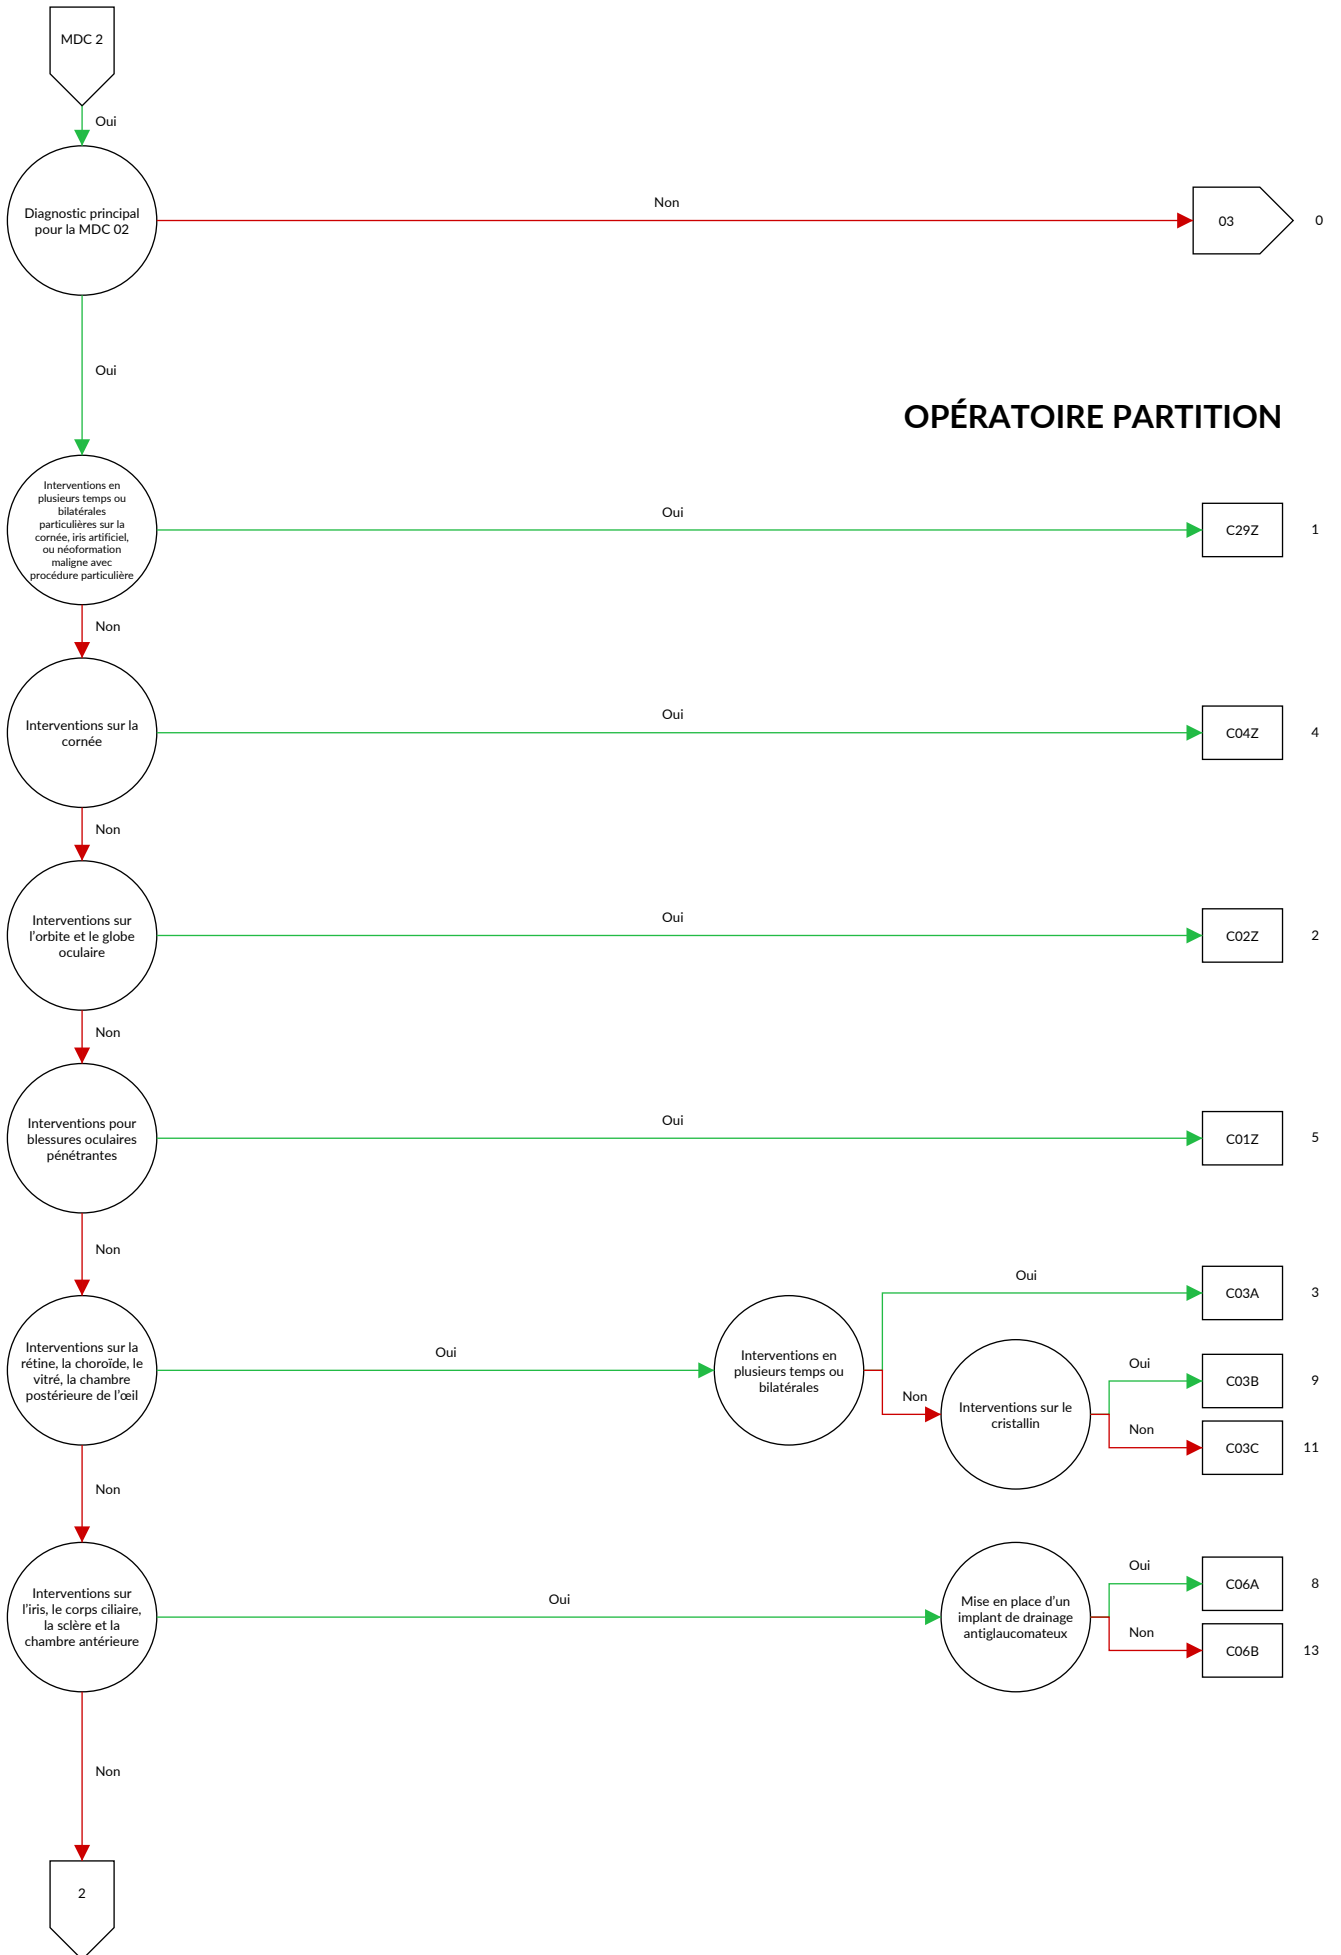 MDC 2
Oui
Diagnostic principal
pour la MDC 02
Non
03
0
Oui
OPÉRATOIRE PARTITION
Interventions en
plusieurs temps ou
bilatérales
particulières sur la
cornée, iris artificiel,
ou néoformation
maligne avec
procédure particulière
Oui
C29Z
1
Non
Interventions sur la
cornée
Oui
C04Z
4
Non
Interventions sur
l'orbite et le globe
oculaire
Oui
C02Z
2
Non
Interventions pour
blessures oculaires
pénétrantes
Oui
C01Z
5
Non
Interventions sur la
rétine, la choroïde, le
vitré, la chambre
postérieure de l'œil
Oui
Interventions en
plusieurs temps ou
bilatérales
Oui
C03A
3
Non
Interventions sur le
cristallin
Oui
C03B
9
Non
C03C
11
Non
Interventions sur
l'iris, le corps ciliaire,
la sclère et la
chambre antérieure
Oui
Mise en place d'un
implant de drainage
antiglaucomateux
Oui
C06A
8
Non
C06B
13
Non
2